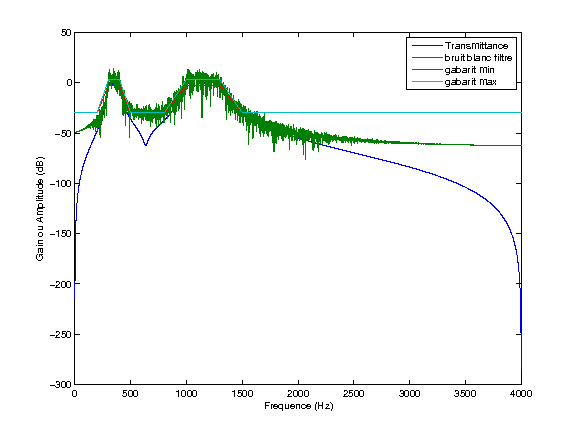 50
0
−50
−100
−150
−200
−250
−300
0
500
1000
1500
2000
2500
3000
3500
4000
Gain ou Amplitude (dB)
Frequence (Hz)
Transmittance
bruit blanc filtre
gabarit min
gabarit max